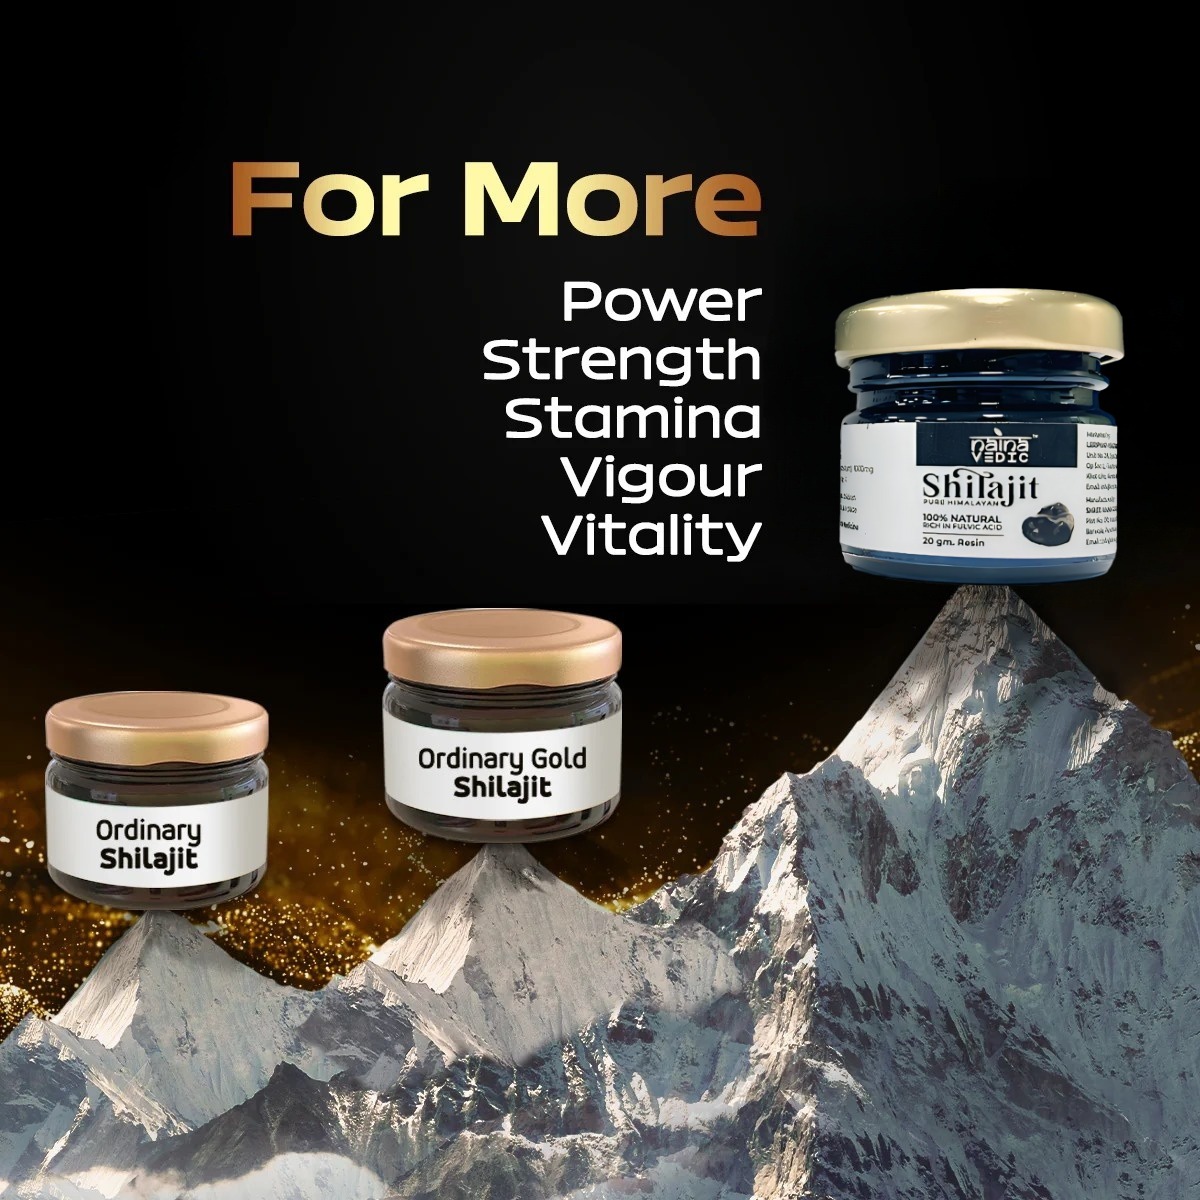 For More
Power
Strength
Stamina
Vigour
Vitality
naina
VEDIC
Shilajit
PURE HIMALAYAN
100% NATURAL
RICH IN FULVIC ACID
20 gm. Resin
Ordinary Gold
Shilajit
Ordinary
Shilajit